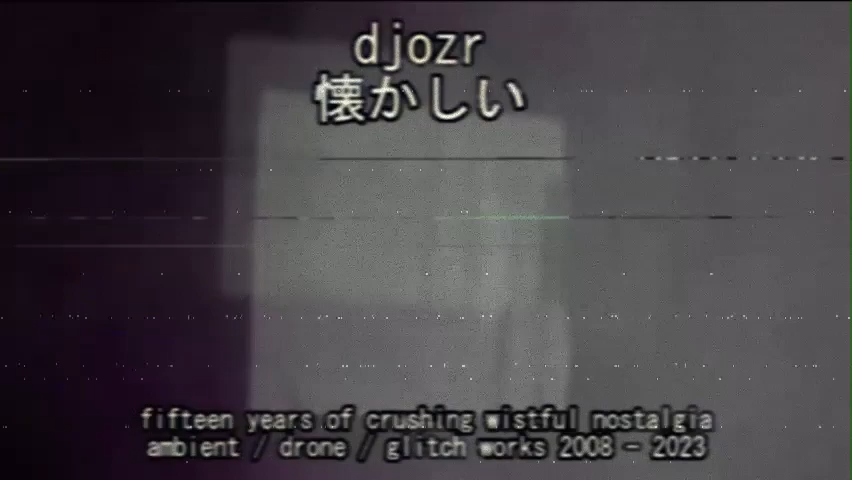 djozr
懐かしい
fifteen years of crushing wistful nostalgia
ambient / drone / glitch works 2008 - 2023